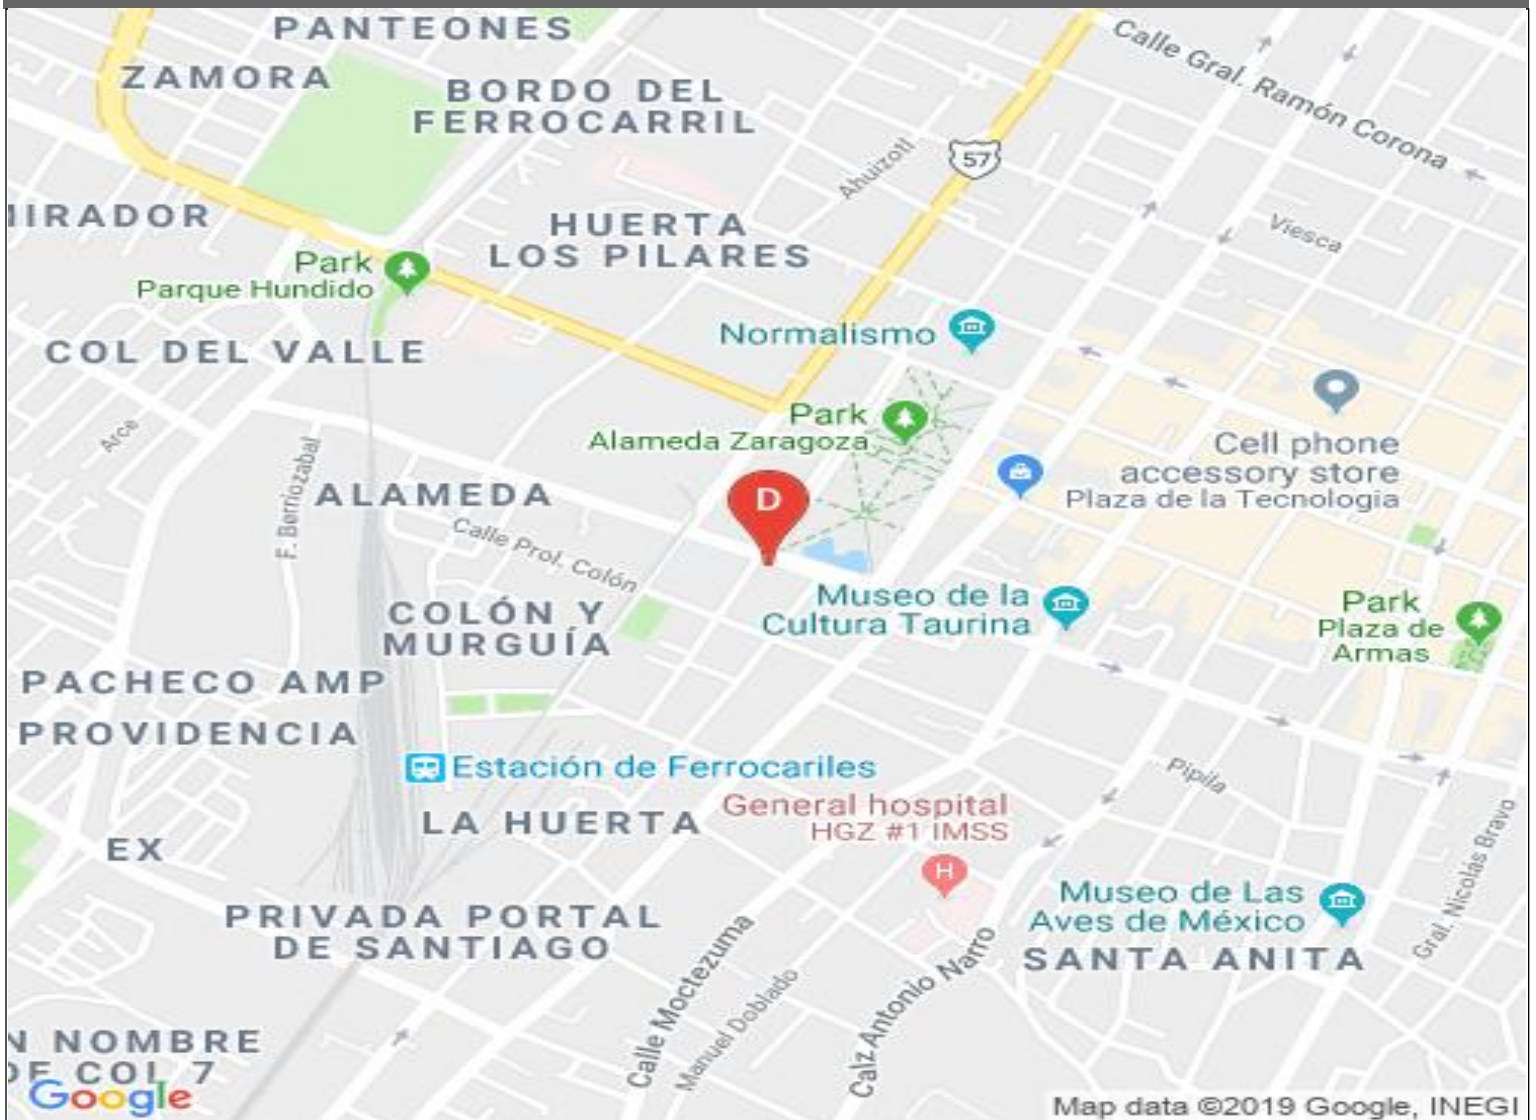 PANTEONES
Calle Gral. Ramón Corona
ZAMORA
BORDO DEL
FERROCARRIL
57
Ahuizotl
MIRADOR
HUERTA
LOS PILARES
Viesca
Park
Parque Hundido
Normalismo
COL DEL VALLE
Park
Alameda Zaragoza
Arce
Cell phone
accessory store
Plaza de la Tecnologia
F. Berriozabal
ALAMEDA
D
Calle Prol. Colón
COLÓN Y
MURGUÍA
Museo de la
Cultura Taurina
Park
Plaza de
Armas
PACHECO AMP
PROVIDENCIA
Estación de Ferrocariles
Pipila
General hospital
HGZ #1 IMSS
LA HUERTA
EX
H
Gral. Nicolás Bravo
Museo de Las
Aves de México
PRIVADA PORTAL
DE SANTIAGO
SANTA ANITA
Calle Moctezuma
Manuel Doblado
Calz Antonio Narro
N NOMBRE
DE COL 7
Google
Map data ©2019 Google, INEGI